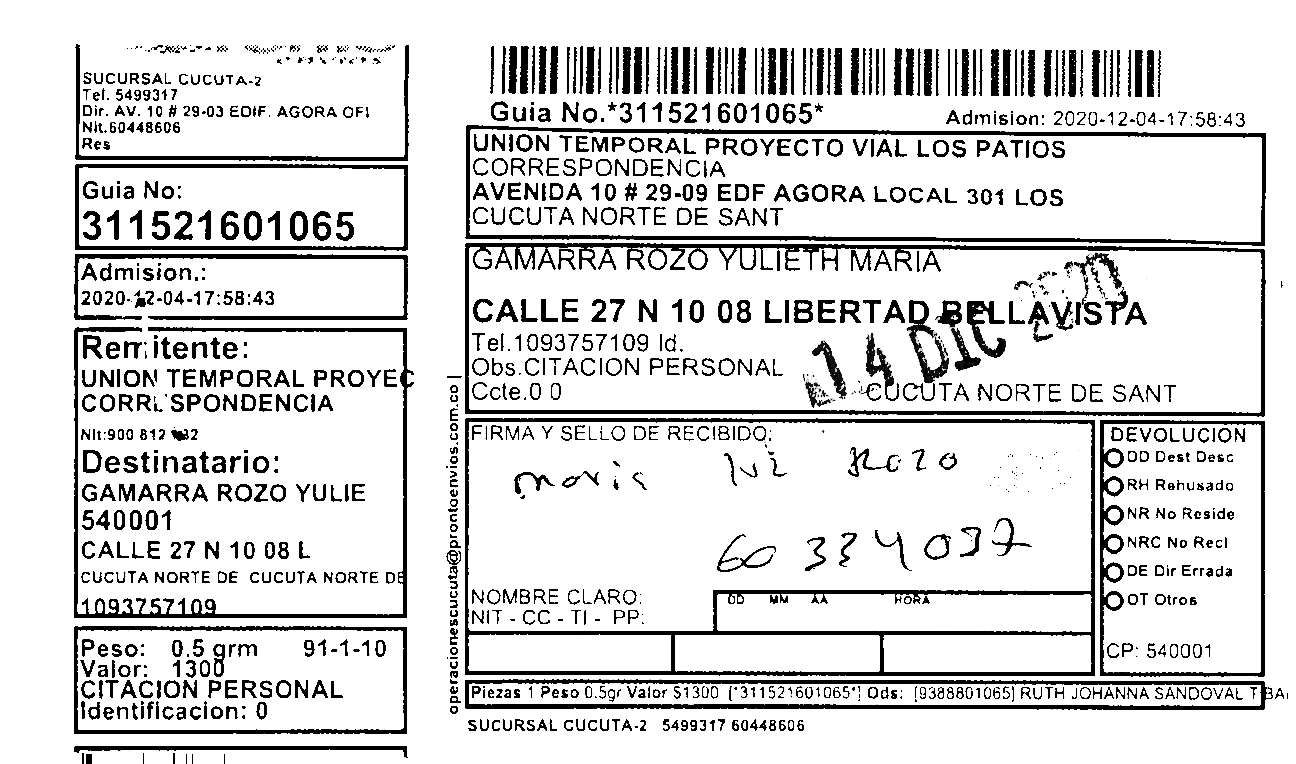 SUCURSAL CUCUTA-2
Tel. 5499317
Dir. AV. 10 # 29-03 EDIF. AGORA OFI
Nit.60448606
Res
Guia No:
311521601065
Admision.:
2020-12-04-17:58:43
Remitente:
UNION TEMPORAL PROYEC
CORRESPONDENCIA
Nit:900 812
Destinatario:
GAMARRA ROZO YULIE
540001
CALLE 27 N 10 08 L
CUCUTA NORTE DE CUCUTA NORTE DE
1093757109
Peso: 0.5 grm 91-1-10
Valor: 1300
CITACION PERSONAL
Identificacion: 0
Guia No.*311521601065*
Admision: 2020-12-04-17:58:43
UNION TEMPORAL PROYECTO VIAL LOS PATIOS
CORRESPONDENCIA
AVENIDA 10 # 29-09 EDF AGORA LOCAL 301 LOS
CUCUTA NORTE DE SANT
GAMARRA ROZO YULIETH MARIA
CALLE 27 N 10 08 LIBERTAD BELLAVISTA
Tel.1093757109 Id.
Obs.CITACION PERSONAL
Ccte.0 0
CUCUTA NORTE DE SANT
14 DIC 2020
operacionescucuta@prontoenvios.com.co
FIRMA Y SELLO DE RECIBIDO:
maria luz Rozo
60334037
NOMBRE CLARO:
NIT - CC - TI - PP:
DD MM AA HORA
DEVOLUCION
DD Dest Desc
RH Rehusado
NR No Reside
NRC No Recl
DE Dir Errada
OT Otros
CP: 540001
Piezas 1 Peso 0.5gr Valor $1300 [*311521601065*] Ods: [9388801065] RUTH JOHANNA SANDOVAL
SUCURSAL CUCUTA-2 5499317 60448606